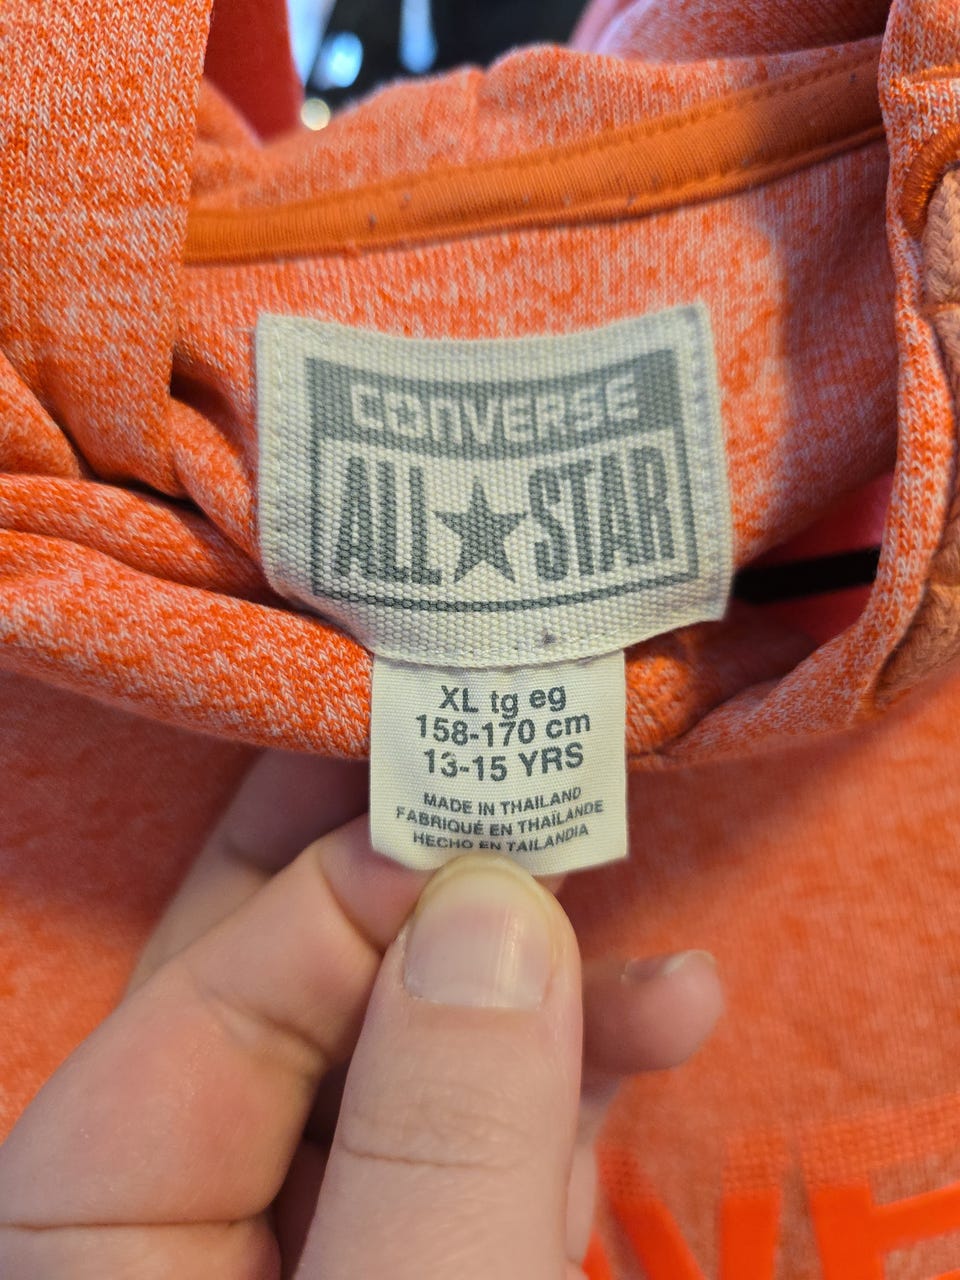 CONVERSE
ALL★STAR
XL tg eg
158-170 cm
13-15 YRS
MADE IN THAILAND
FABRIQUÉ EN THAÏLANDE
HECHO EN TAILANDIA